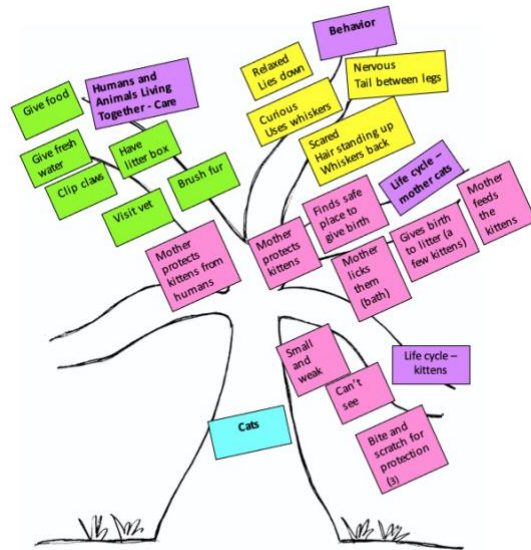 Behavior
Relaxed
Lies down
Nervous
Tail between legs
Humans and
Animals Living
Together - Care
Give food
Curious
Uses whiskers
Scared
Hair standing up
Whiskers back
Give fresh
water
Have
litter box
Clip claws
Brush fur
Visit vet
Mother
protects
kittens from
humans
Mother
protects
kittens
Finds safe
place to
give birth
Life cycle –
mother cats
Mother
feeds
the
kittens
Gives birth
to litter (a
few kittens)
Mother
licks
them
(bath)
Small
and
weak
Can't
see
Life cycle –
kittens
Bite and
scratch for
protection
(3)
Cats